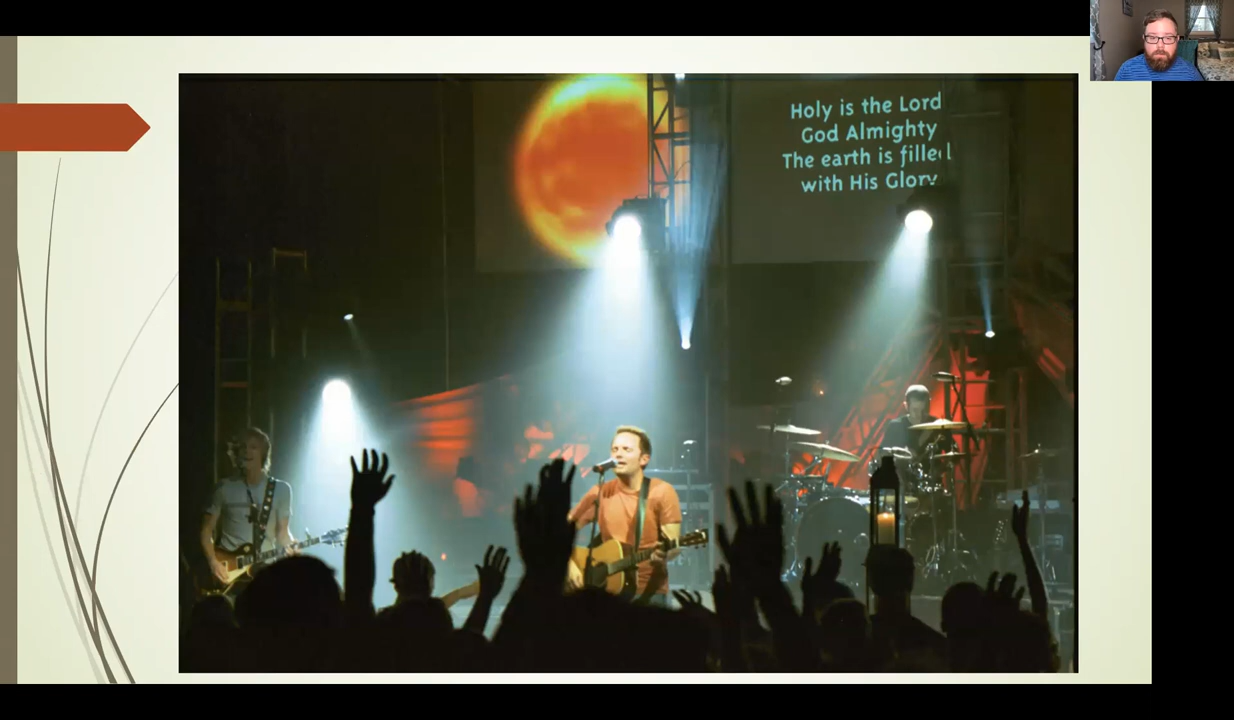 Holy is the Lord
God Almighty
The earth is filled
with His Glory